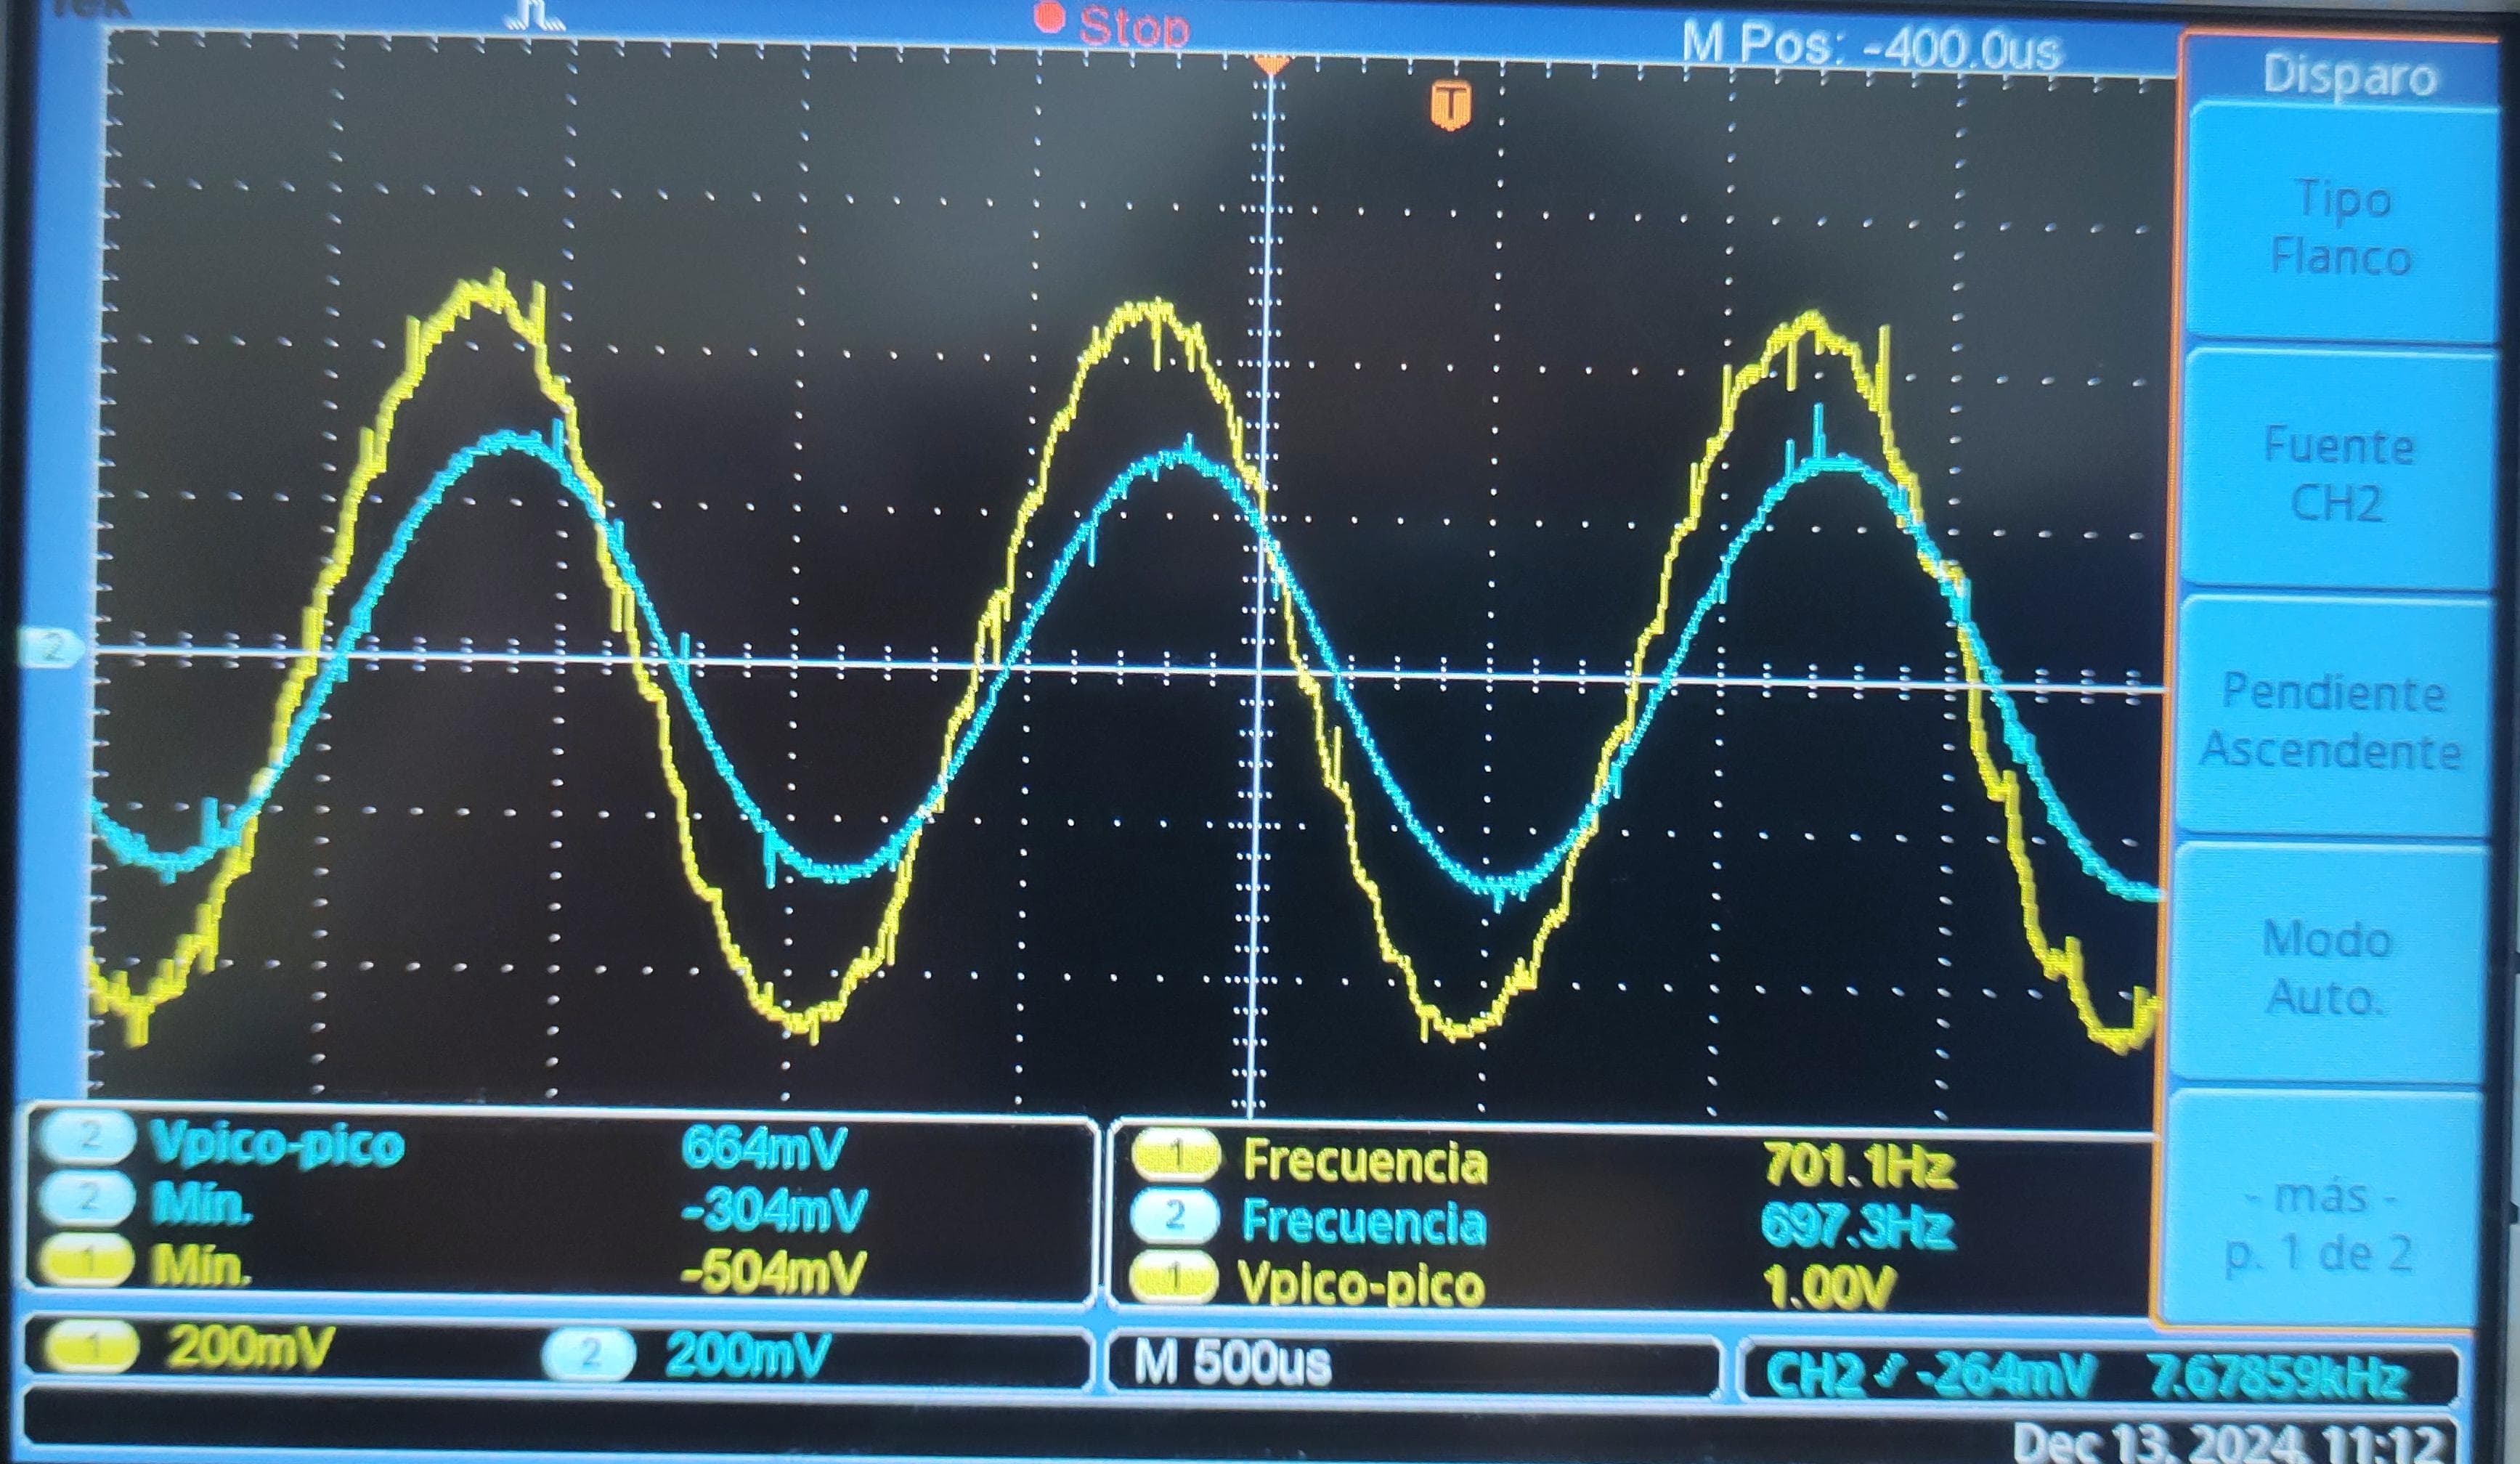 Tek
Stop
M Pos: -400.0us
T
2
Disparo
Tipo
Flanco
Fuente
CH2
Pendiente
Ascendente
Modo
Auto.
- más -
p. 1 de 2
2 Vpico-pico 664mV
2 Mín. -304mV
1 Mín. -504mV
1 Frecuencia 701.1Hz
2 Frecuencia 697.3Hz
1 Vpico-pico 1.00V
1 200mV 2 200mV
M 500us
CH2 -264mV 7.67859kHz
Dec 13, 2024, 11:12